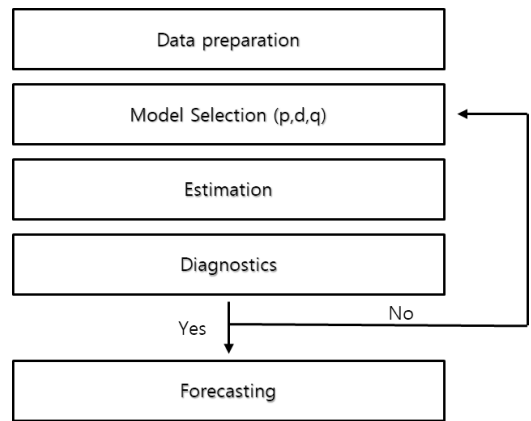 Data preparation
Model Selection (p,d,q)
Estimation
Diagnostics
No
Yes
Forecasting